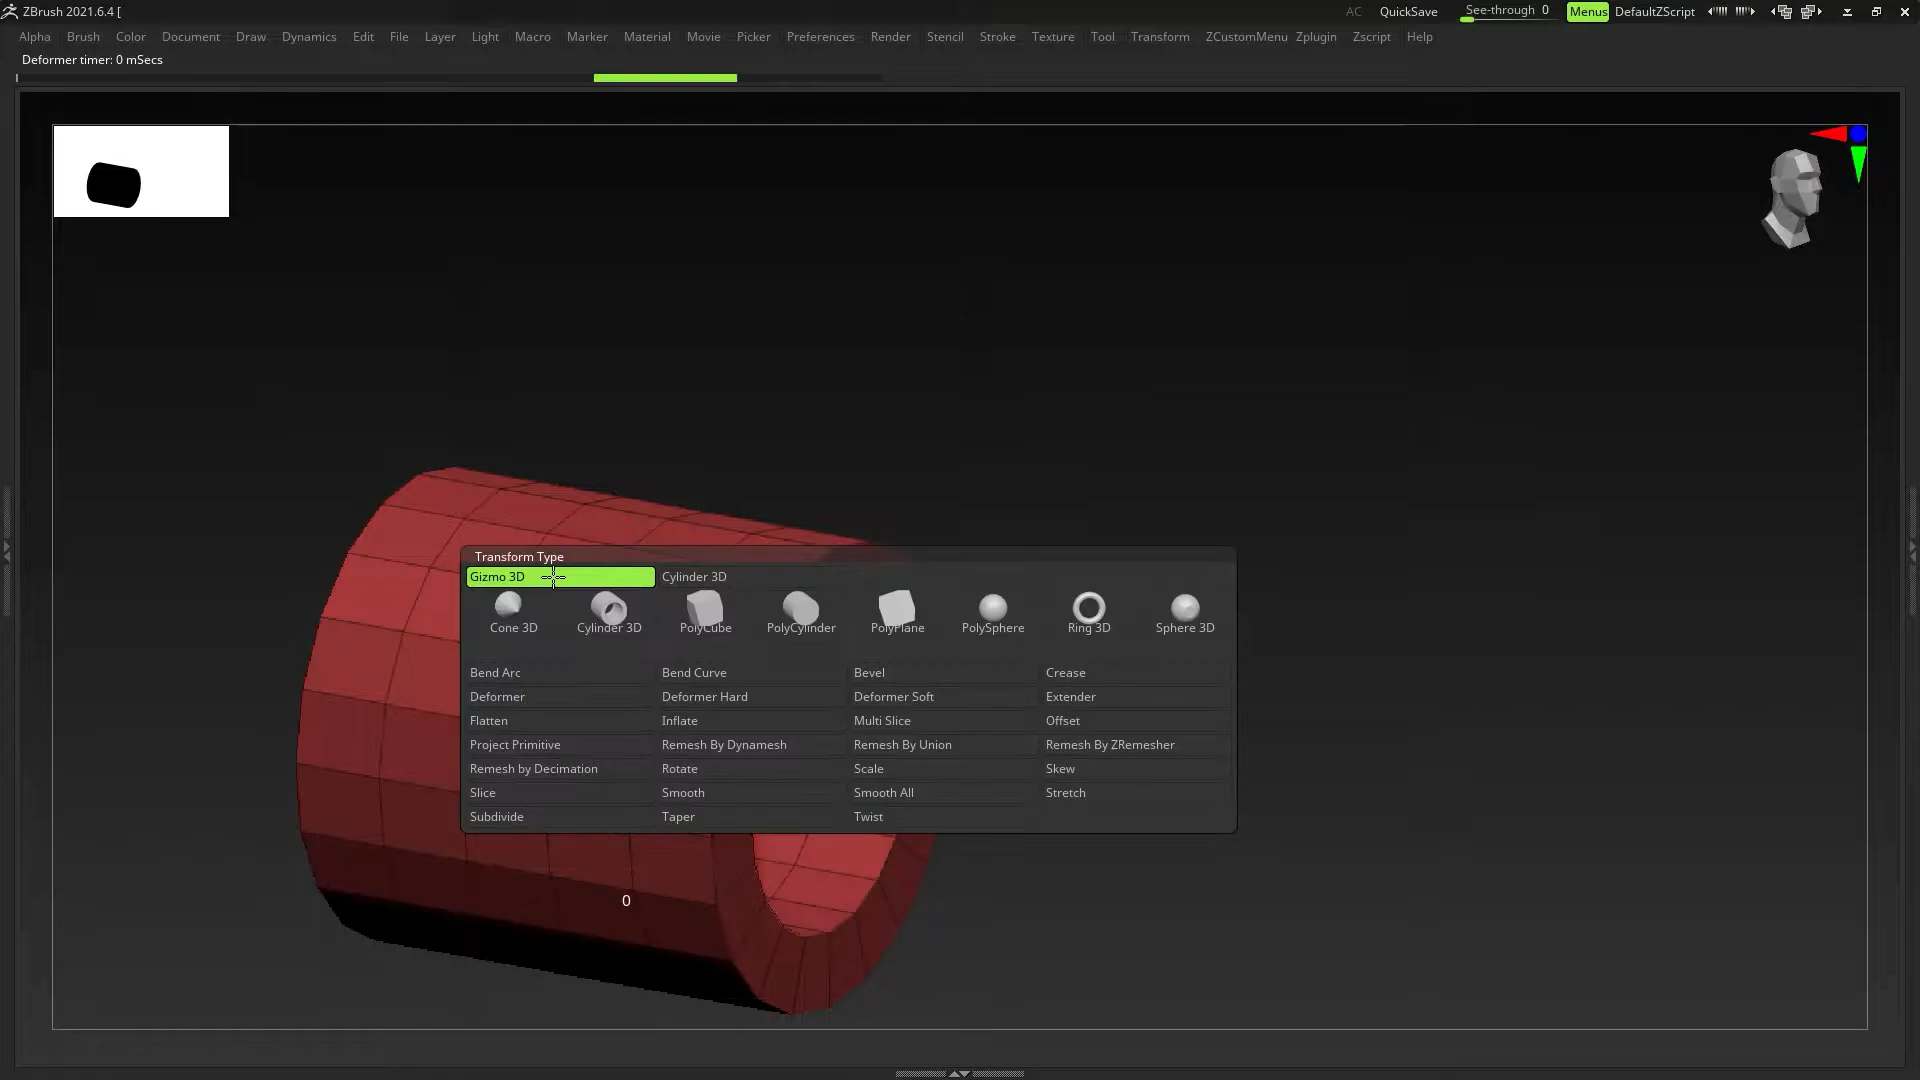 ZBrush 2021.6.4 [
AC QuickSave See-through 0 Menus DefaultZScript
Alpha Brush Color Document Draw Dynamics Edit File Layer Light Macro Marker Material Movie Picker Preferences Render Stencil Stroke Texture Tool Transform ZCustomMenu Zplugin Zscript Help
Deformer timer: 0 mSecs
Transform Type
Gizmo 3D Cylinder 3D
Cone 3D Cylinder 3D PolyCube PolyCylinder PolyPlane PolySphere Ring 3D Sphere 3D
Bend Arc Bend Curve Bevel Crease
Deformer Deformer Hard Deformer Soft Extender
Flatten Inflate Multi Slice Offset
Project Primitive Remesh By Dynamesh Remesh By Union Remesh By ZRemesher
Remesh by Decimation Rotate Scale Skew
Slice Smooth Smooth All Stretch
Subdivide Taper Twist
0